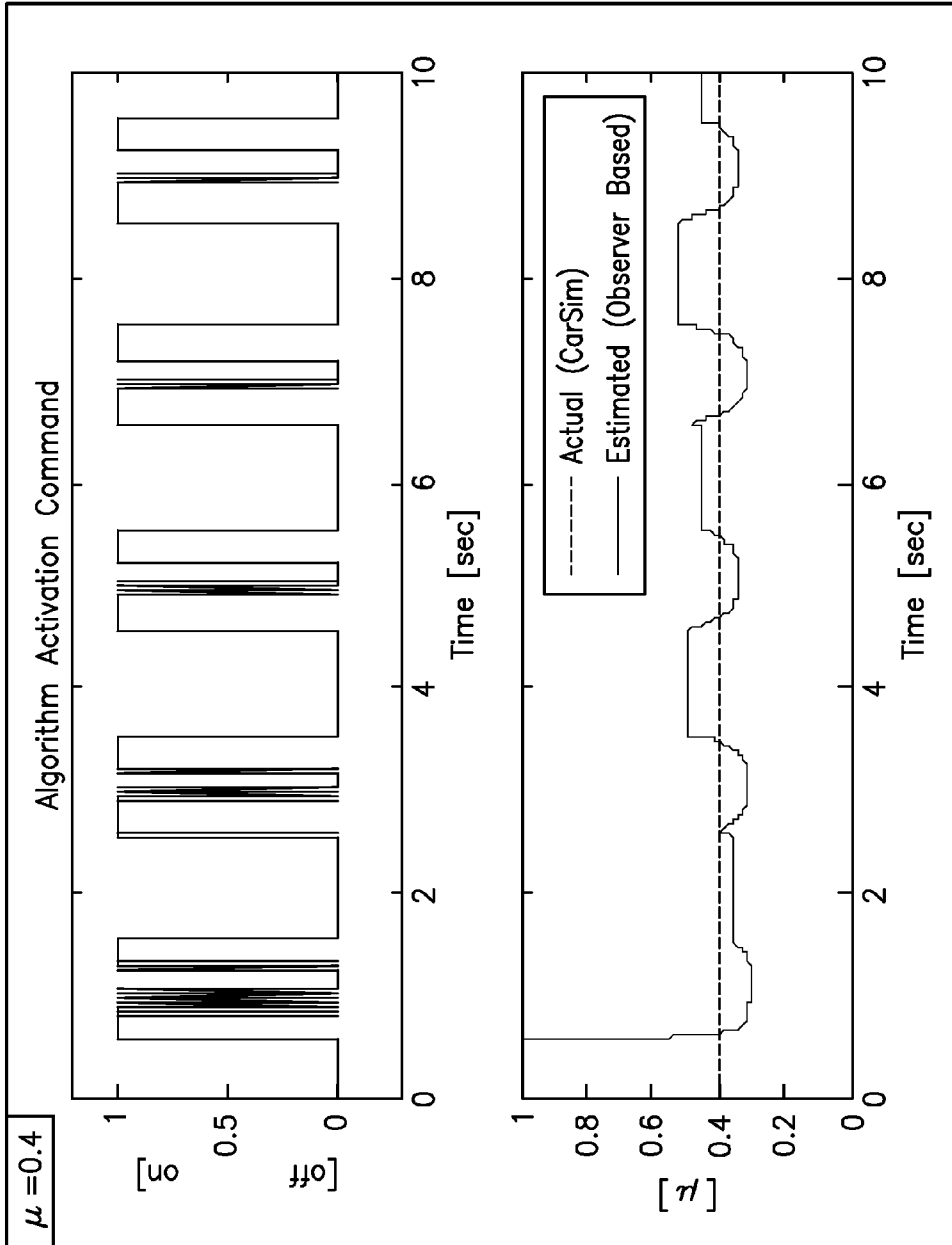 μ =0.4
Algorithm Activation Command
1
0.5
0
[off on]
0 2 4 6 8 10
Time [sec]
1
0.8
0.6
0.4
0.2
0
[ μ ]
Actual (CarSim)
Estimated (Observer Based)
0 2 4 6 8 10
Time [sec]